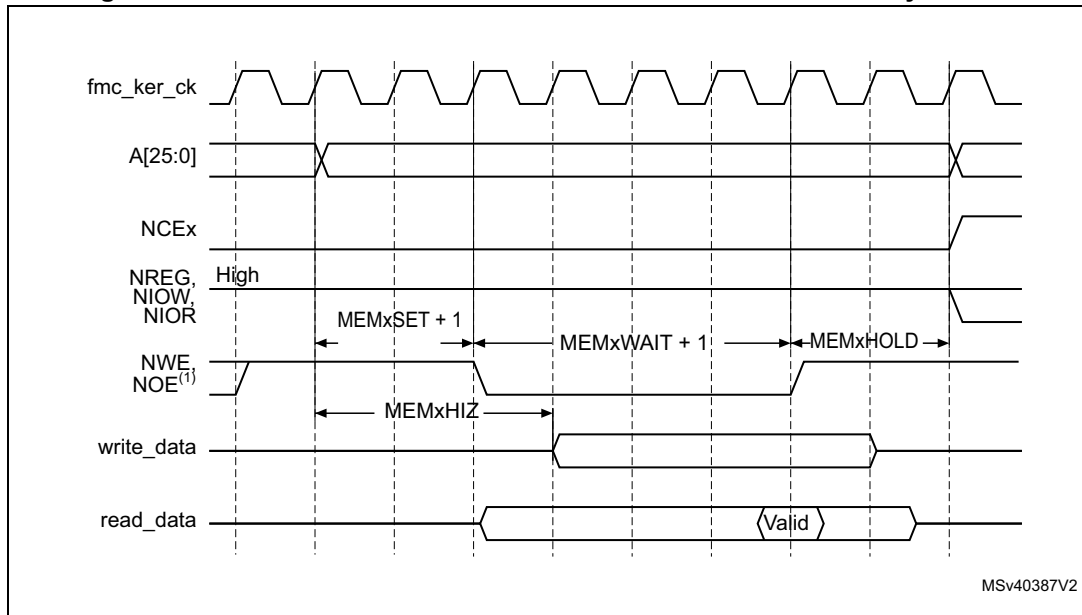 fmc_ker_ck
A[25:0]
NCEx
NREG, High
NIOW,
NIOR
MEMxSET + 1
MEMxWAIT + 1
MEMxHOLD
NWE,
NOE(1)
MEMxHIZ
write_data
read_data
Valid
MSv40387V2